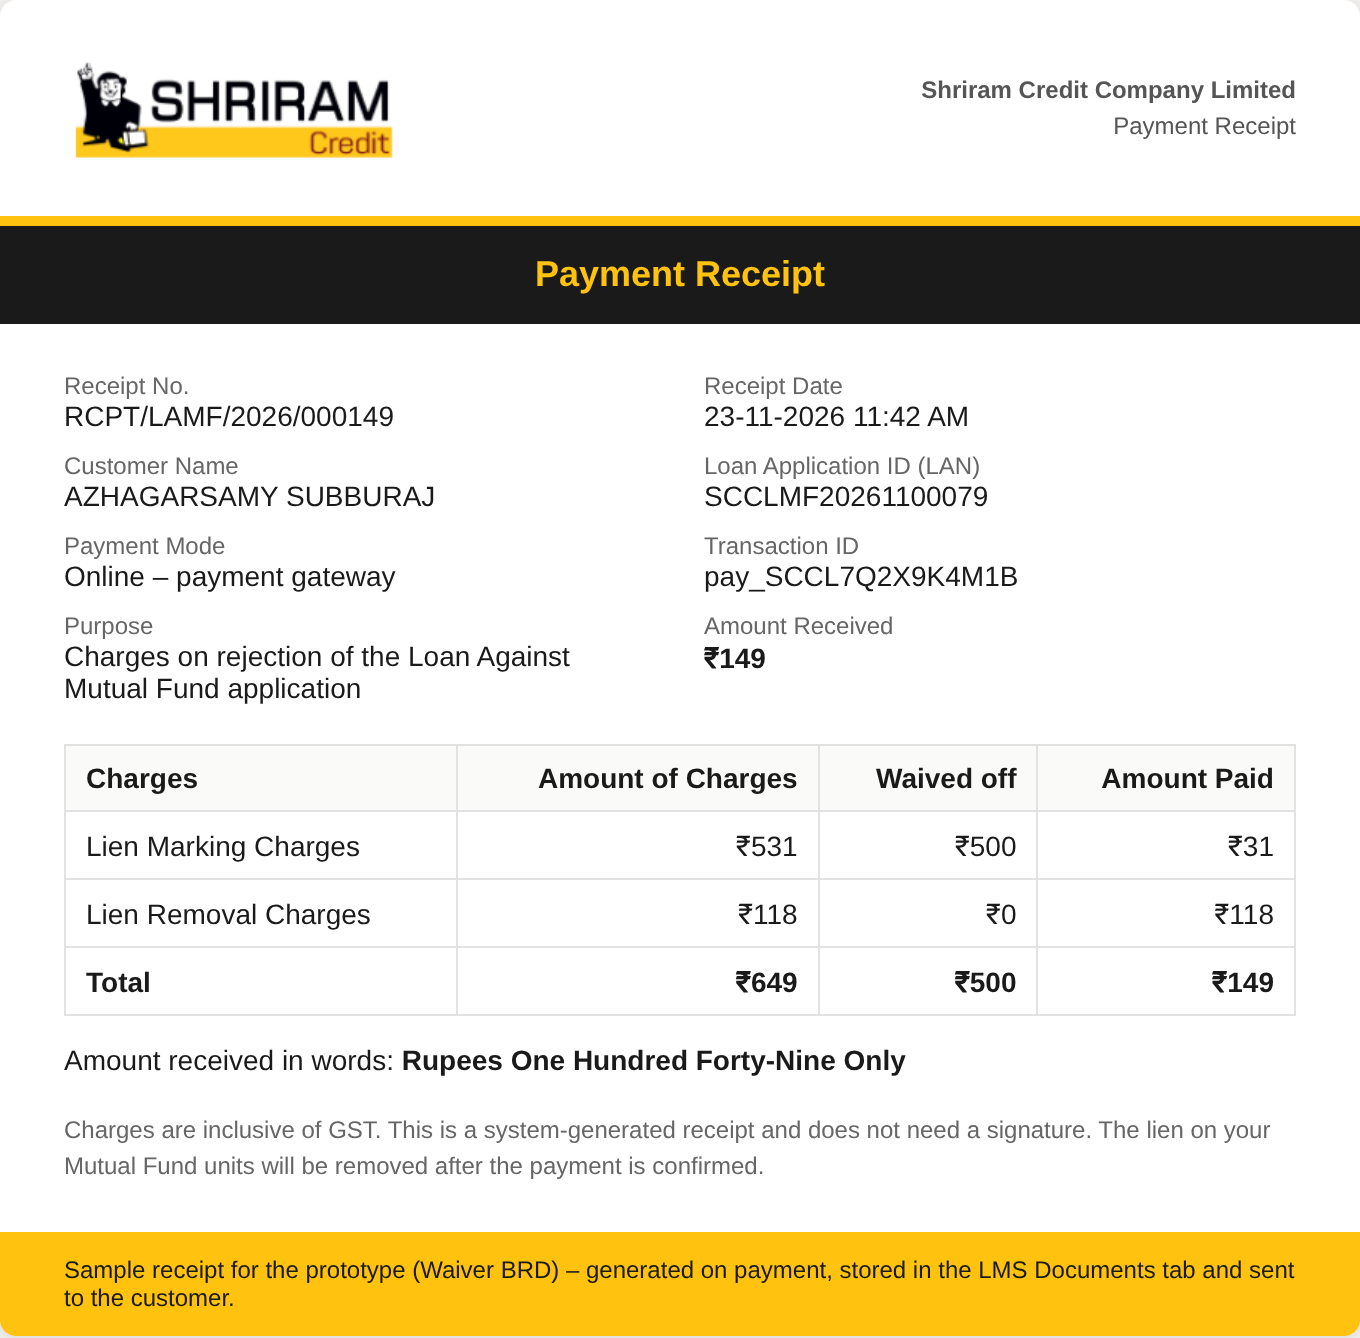 SHRIRAM
Credit
Shriram Credit Company Limited
Payment Receipt
Payment Receipt
Receipt No.
RCPT/LAMF/2026/000149
Receipt Date
23-11-2026 11:42 AM
Customer Name
AZHAGARSAMY SUBBURAJ
Loan Application ID (LAN)
SCCLMF20261100079
Payment Mode
Online – payment gateway
Transaction ID
pay_SCCL7Q2X9K4M1B
Purpose
Charges on rejection of the Loan Against
Mutual Fund application
Amount Received
₹149
Charges Amount of Charges Waived off Amount Paid
Lien Marking Charges ₹531 ₹500 ₹31
Lien Removal Charges ₹118 ₹0 ₹118
Total ₹649 ₹500 ₹149
Amount received in words: Rupees One Hundred Forty-Nine Only
Charges are inclusive of GST. This is a system-generated receipt and does not need a signature. The lien on your
Mutual Fund units will be removed after the payment is confirmed.
Sample receipt for the prototype (Waiver BRD) – generated on payment, stored in the LMS Documents tab and sent
to the customer.